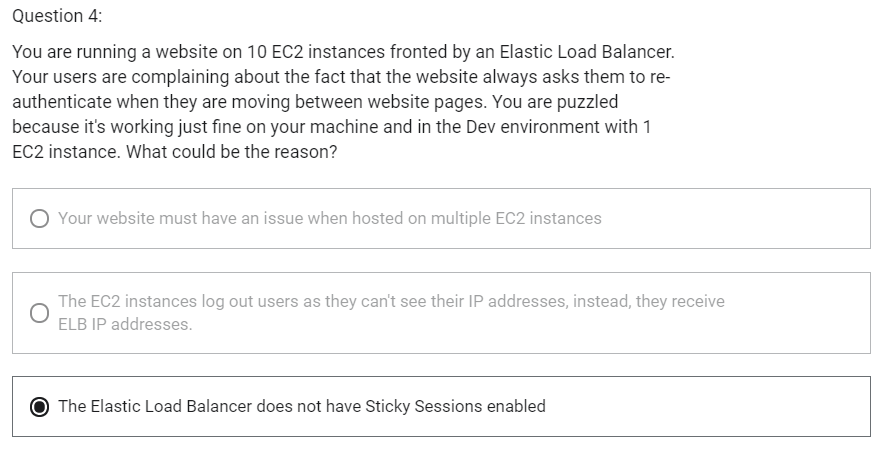 Question 4:
You are running a website on 10 EC2 instances fronted by an Elastic Load Balancer.
Your users are complaining about the fact that the website always asks them to re-
authenticate when they are moving between website pages. You are puzzled
because it's working just fine on your machine and in the Dev environment with 1
EC2 instance. What could be the reason?
Your website must have an issue when hosted on multiple EC2 instances
The EC2 instances log out users as they can't see their IP addresses, instead, they receive
ELB IP addresses.
The Elastic Load Balancer does not have Sticky Sessions enabled